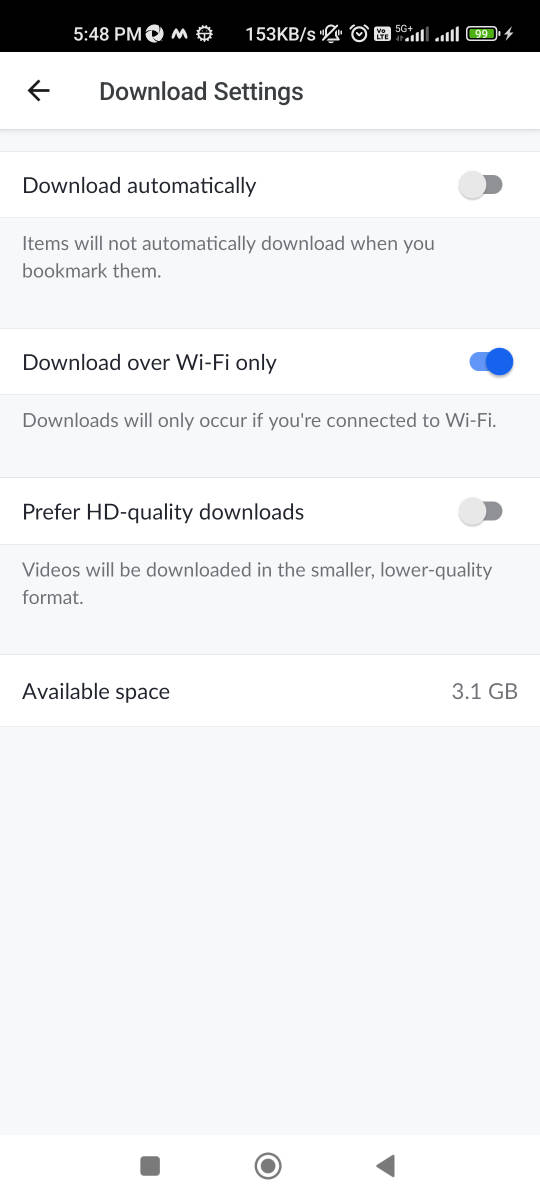 5:48 PM 153KB/s Vo LTE 5G+ 99
Download Settings
Download automatically
Items will not automatically download when you
bookmark them.
Download over Wi-Fi only
Downloads will only occur if you're connected to Wi-Fi.
Prefer HD-quality downloads
Videos will be downloaded in the smaller, lower-quality
format.
Available space 3.1 GB